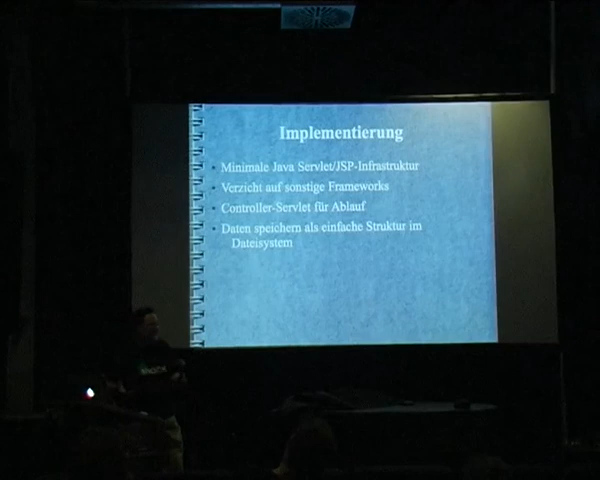 Implementierung
Minimale Java Servlet/JSP-Infrastruktur
Verzicht auf sonstige Frameworks
Controller-Servlet für Ablauf
Daten speichern als einfache Struktur im
Dateisystem